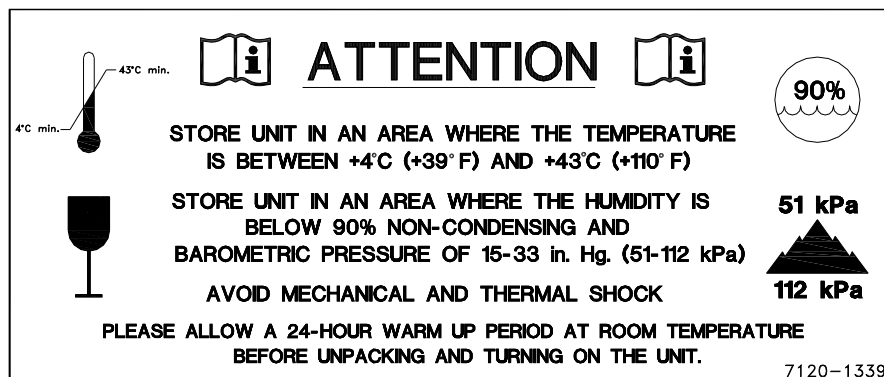 ATTENTION
43°C min.
4°C min.
90%
STORE UNIT IN AN AREA WHERE THE TEMPERATURE
IS BETWEEN +4°C (+39°F) AND +43°C (+110°F)
STORE UNIT IN AN AREA WHERE THE HUMIDITY IS
BELOW 90% NON-CONDENSING AND
BAROMETRIC PRESSURE OF 15-33 in. Hg. (51-112 kPa)
51 kPa
112 kPa
AVOID MECHANICAL AND THERMAL SHOCK
PLEASE ALLOW A 24-HOUR WARM UP PERIOD AT ROOM TEMPERATURE
BEFORE UNPACKING AND TURNING ON THE UNIT.
7120-1339